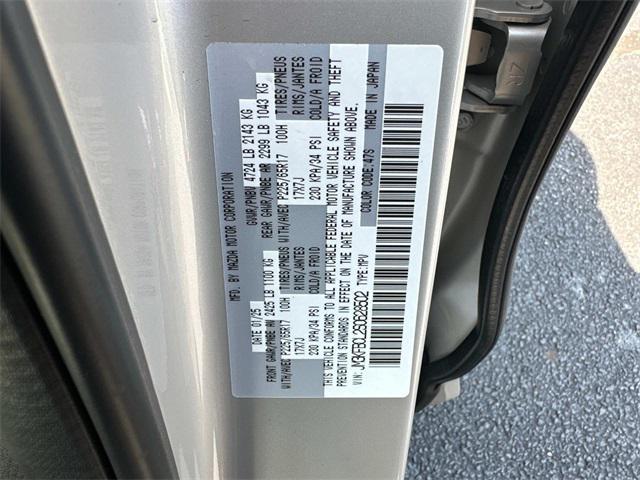 MFD. BY MAZDA MOTOR CORPORATION
DATE 01/25 GVWR/PNBV 4724 LB 2143 KG
FRONT GAWR/PNBE AV 2425 LB 1100 KG REAR GAWR/PNBE AR 2299 LB 1043 KG
WITH/AVEC P225/65R17 100H TIRES/PNEUS WITH/AVEC P225/65R17 100H TIRES/PNEUS
17X7J RIMS/JANTES 17X7J RIMS/JANTES
230 KPA/34 PSI COLD/A FROID 230 KPA/34 PSI COLD/A FROID
THIS VEHICLE CONFORMS TO ALL APPLICABLE FEDERAL MOTOR VEHICLE SAFETY AND THEFT
PREVENTION STANDARDS IN EFFECT ON THE DATE OF MANUFACTURE SHOWN ABOVE.
VIN: TYPE: MPV COLOR CODE: 47S MADE IN JAPAN